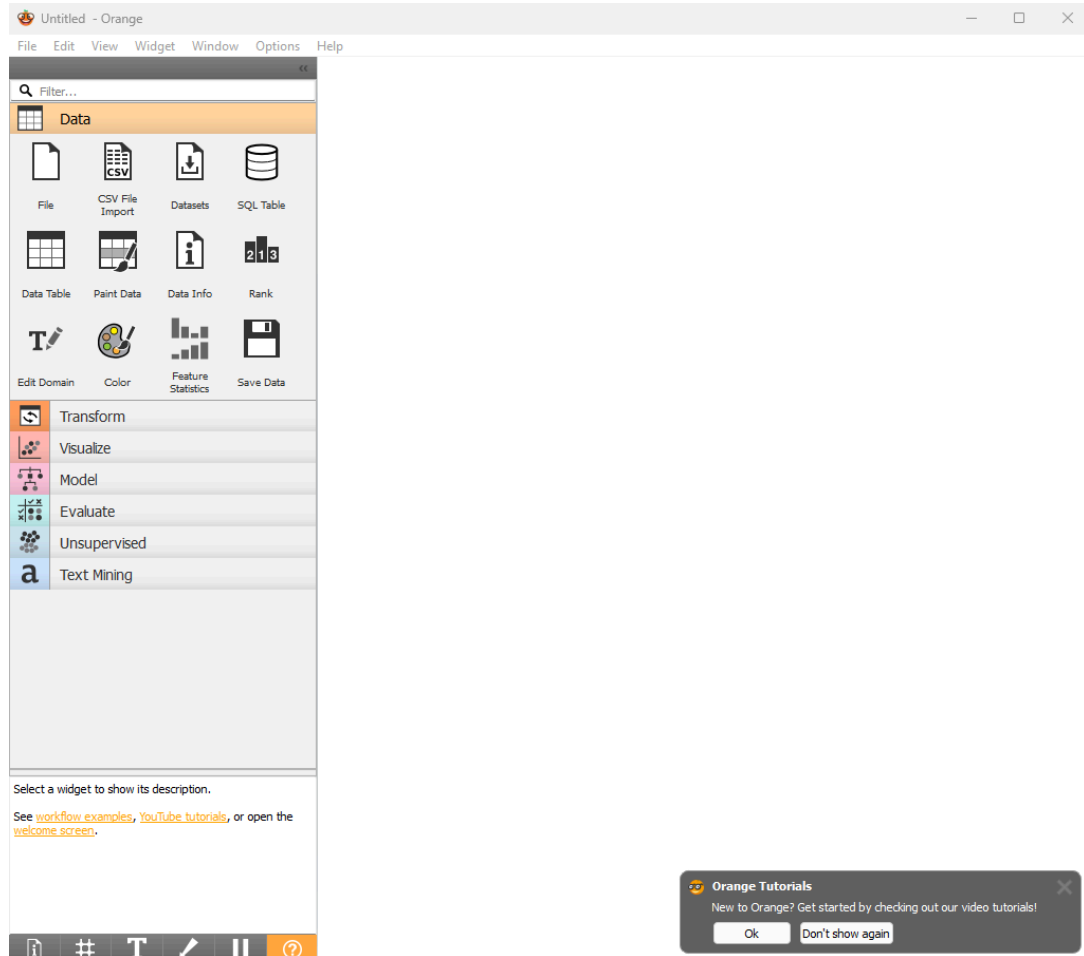 Untitled - Orange
File Edit View Widget Window Options Help
Filter...
Data
CSV
File
CSV File
Import
Datasets
SQL Table
2 1 3
Data Table
Paint Data
Data Info
Rank
T
Edit Domain
Color
Feature
Statistics
Save Data
Transform
Visualize
Model
Evaluate
Unsupervised
a Text Mining
Select a widget to show its description.
See workflow examples, YouTube tutorials, or open the
welcome screen.
Orange Tutorials
New to Orange? Get started by checking out our video tutorials!
Ok
Don't show again
i # T ?